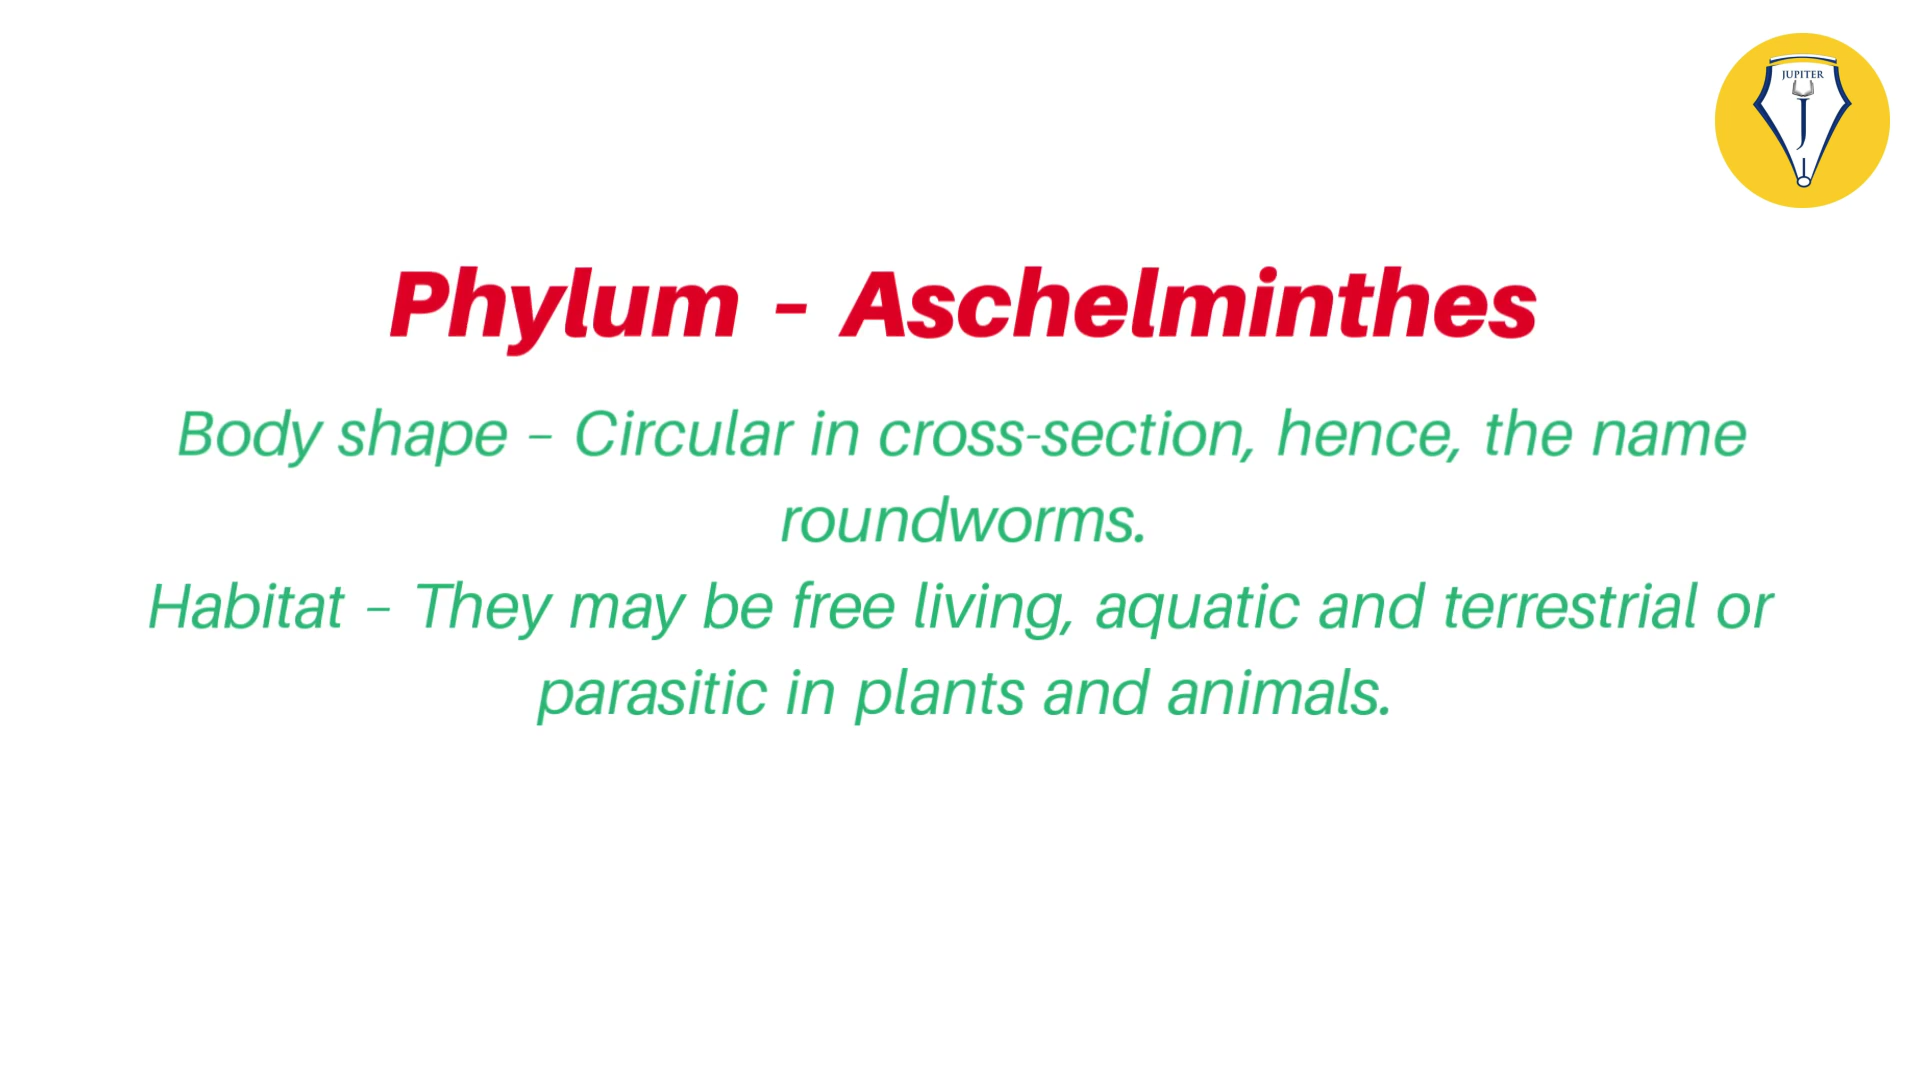 JUPITER
J
Phylum - Aschelminthes
Body shape – Circular in cross-section, hence, the name
roundworms.
Habitat – They may be free living, aquatic and terrestrial or
parasitic in plants and animals.